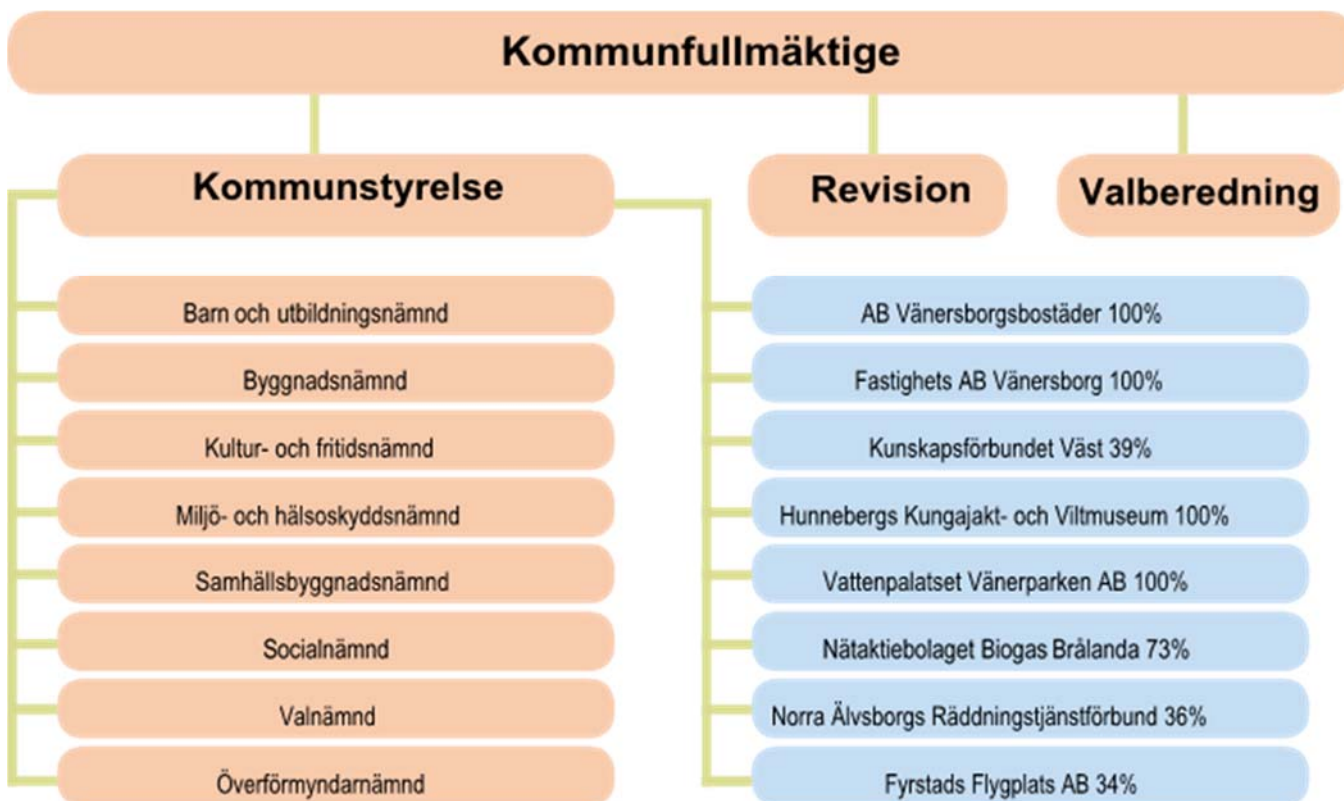 Kommunfullmäktige
Kommunstyrelse
Revision
Valberedning
Barn och utbildningsnämnd
Byggnadsnämnd
Kultur- och fritidsnämnd
Miljö- och hälsoskyddsnämnd
Samhällsbyggnadsnämnd
Socialnämnd
Valnämnd
Överförmyndarnämnd
AB Vänersborgsbostäder 100%
Fastighets AB Vänersborg 100%
Kunskapsförbundet Väst 39%
Hunnebergs Kungajakt- och Viltmuseum 100%
Vattenpalatset Vänerparken AB 100%
Nätaktiebolaget Biogas Brålanda 73%
Norra Älvsborgs Räddningstjänstförbund 36%
Fyrstads Flygplats AB 34%